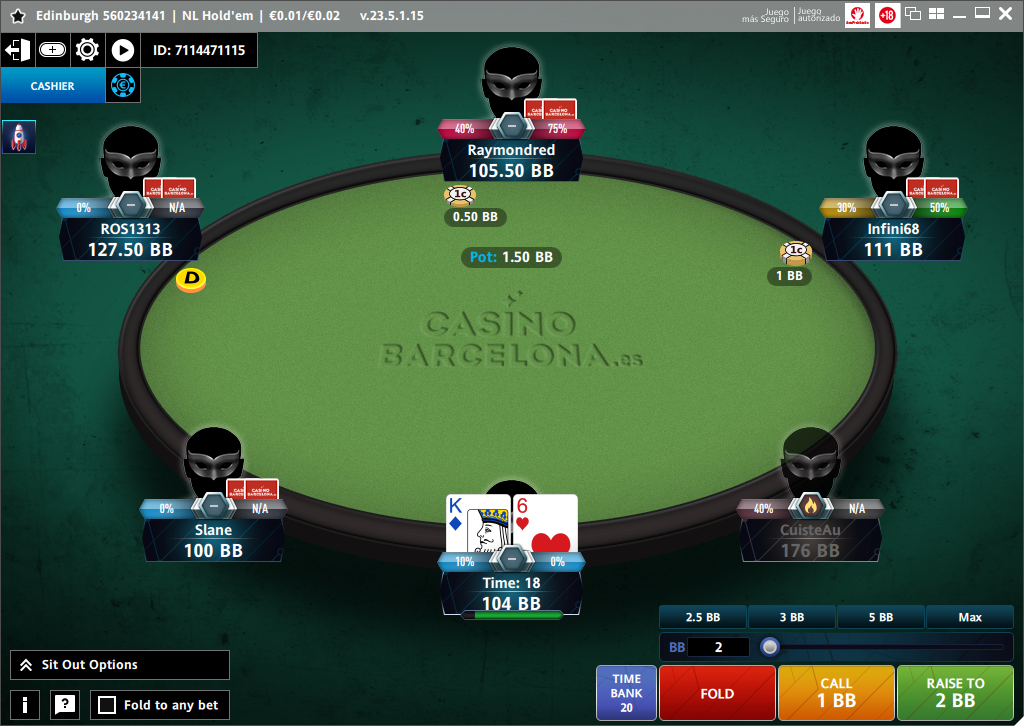 Edinburgh 560234141 | NL Hold'em | €0.01/€0.02 v.23.5.1.15
Juego
más Seguro
Juego
autorizado
+18
ID: 7114471115
CASHIER
40% 75%
Raymondred
105.50 BB
0% N/A
ROS1313
127.50 BB
30% 50%
Infini68
111 BB
1c
0.50 BB
1c
1 BB
Pot: 1.50 BB
D
CASINO
BARCELONA.es
0% N/A
Slane
100 BB
K 6
10% 0%
Time: 18
104 BB
40% N/A
CuisteAu
176 BB
2.5 BB 3 BB 5 BB Max
BB 2
Sit Out Options
Fold to any bet
TIME
BANK
20
FOLD
CALL
1 BB
RAISE TO
2 BB